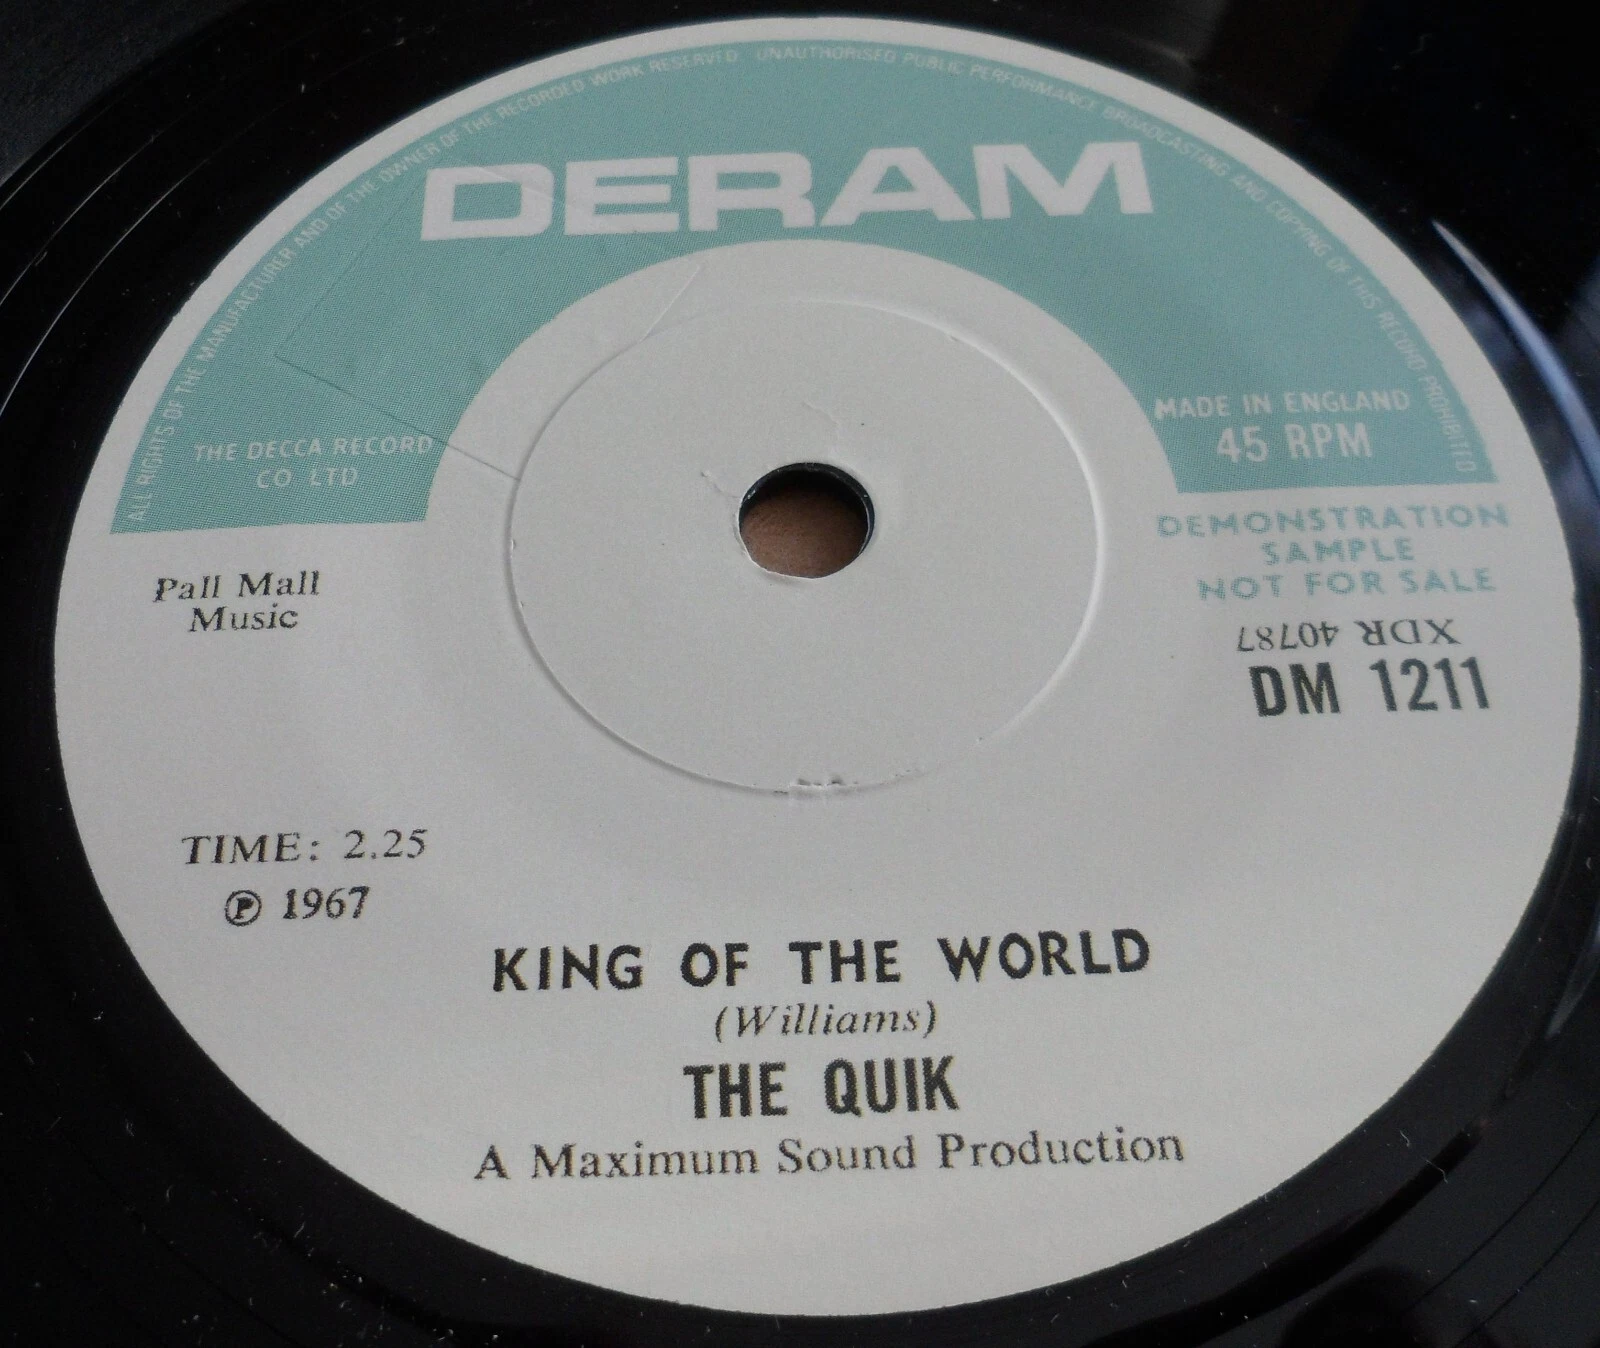 ALL RIGHTS OF THE MANUFACTURER AND OF THE OWNER OF THE RECORDED WORK RESERVED UNAUTHORISED PUBLIC PERFORMANCE BROADCASTING AND COPYING OF THIS RECORD PROHIBITED
DERAM
THE DECCA RECORD
CO LTD
MADE IN ENGLAND
45 RPM
DEMONSTRATION
SAMPLE
NOT FOR SALE
Pall Mall
Music
XDR 40787
DM 1211
TIME: 2.25
℗ 1967
KING OF THE WORLD
(Williams)
THE QUIK
A Maximum Sound Production